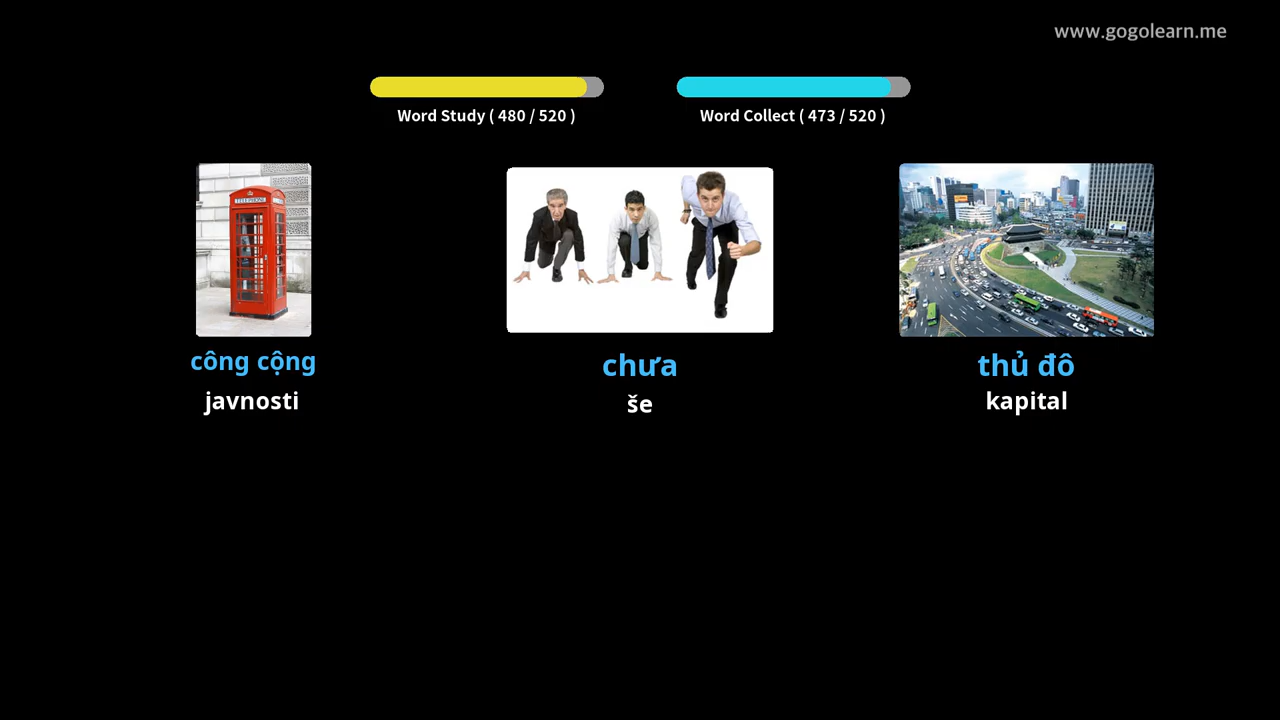 www.gogolearn.me
Word Study ( 480 / 520 )
Word Collect ( 473 / 520 )
TELEPHONE
công cộng
chưa
thủ đô
javnosti
še
kapital